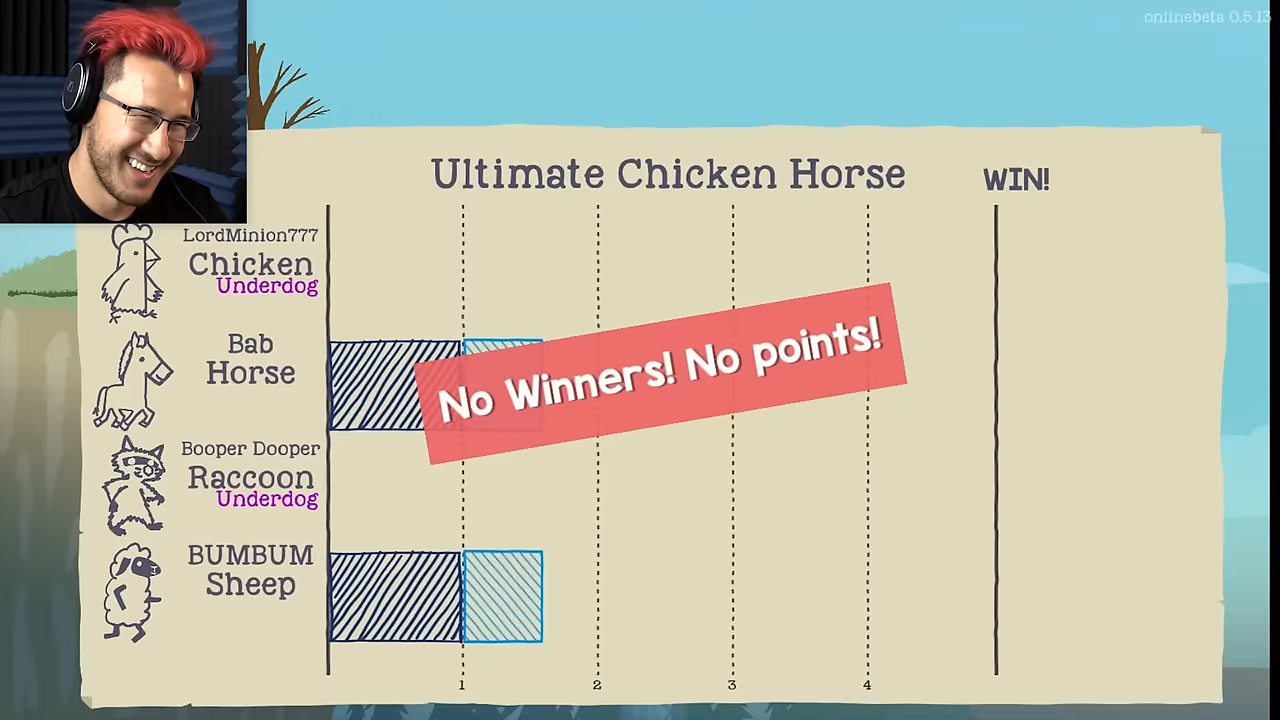 onlinebeta 0.5.13
Ultimate Chicken Horse
WIN!
LordMinion777
Chicken
Underdog
Bab
Horse
No Winners! No points!
Booper Dooper
Raccoon
Underdog
BUMBUM
Sheep
1 2 3 4